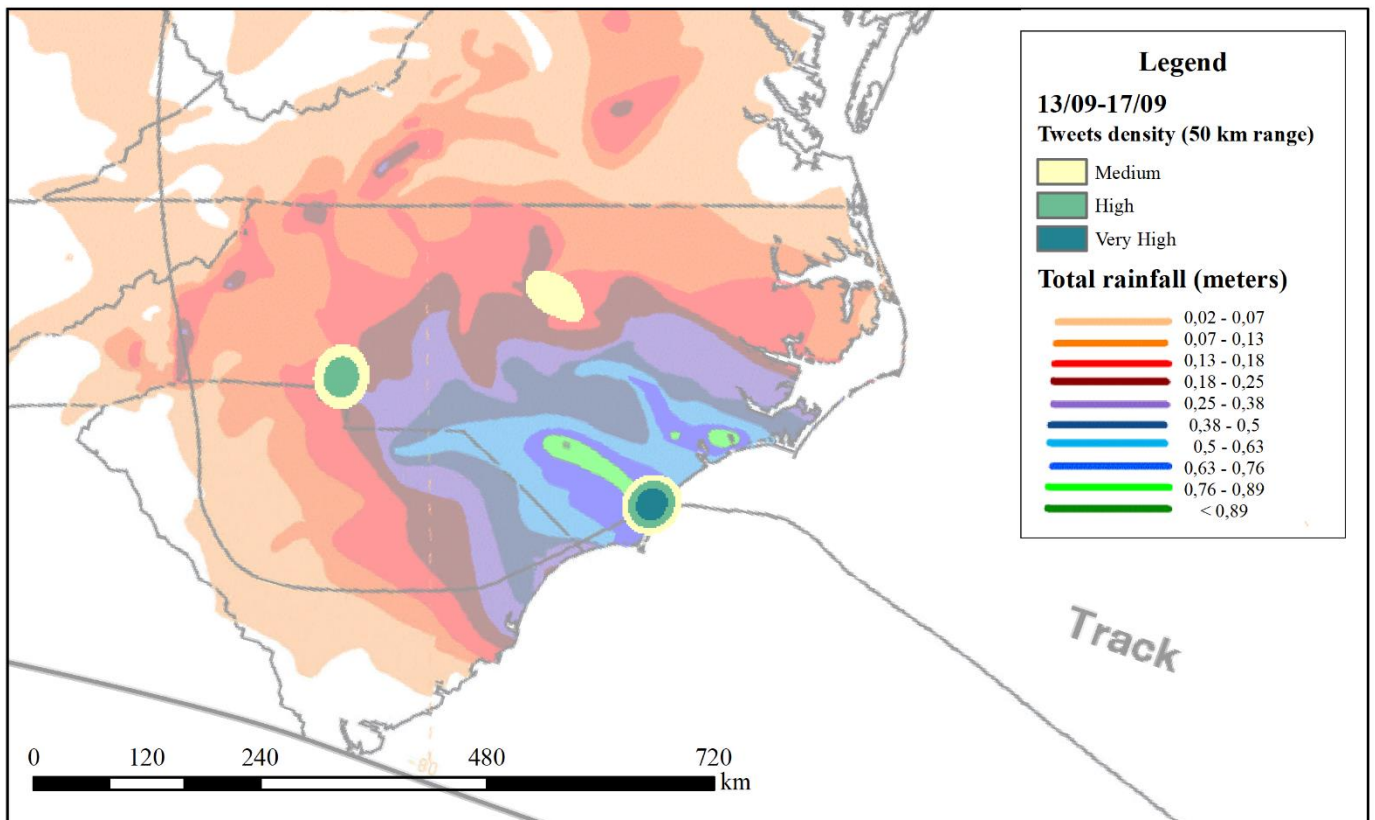 Legend
13/09-17/09
Tweets density (50 km range)
Medium
High
Very High
Total rainfall (meters)
0,02 - 0,07
0,07 - 0,13
0,13 - 0,18
0,18 - 0,25
0,25 - 0,38
0,38 - 0,5
0,5 - 0,63
0,63 - 0,76
0,76 - 0,89
< 0,89
Track
-80
0 120 240 480 720
km